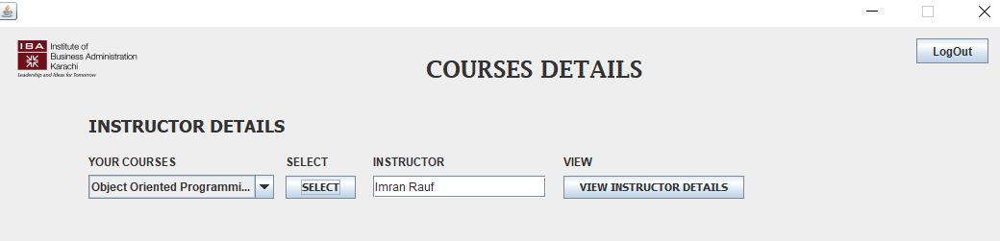 IBA
Institute of
Business Administration
Karachi
Leadership and Ideas for Tomorrow
LogOut
COURSES DETAILS
INSTRUCTOR DETAILS
YOUR COURSES SELECT INSTRUCTOR VIEW
Object Oriented Programmi... SELECT Imran Rauf VIEW INSTRUCTOR DETAILS